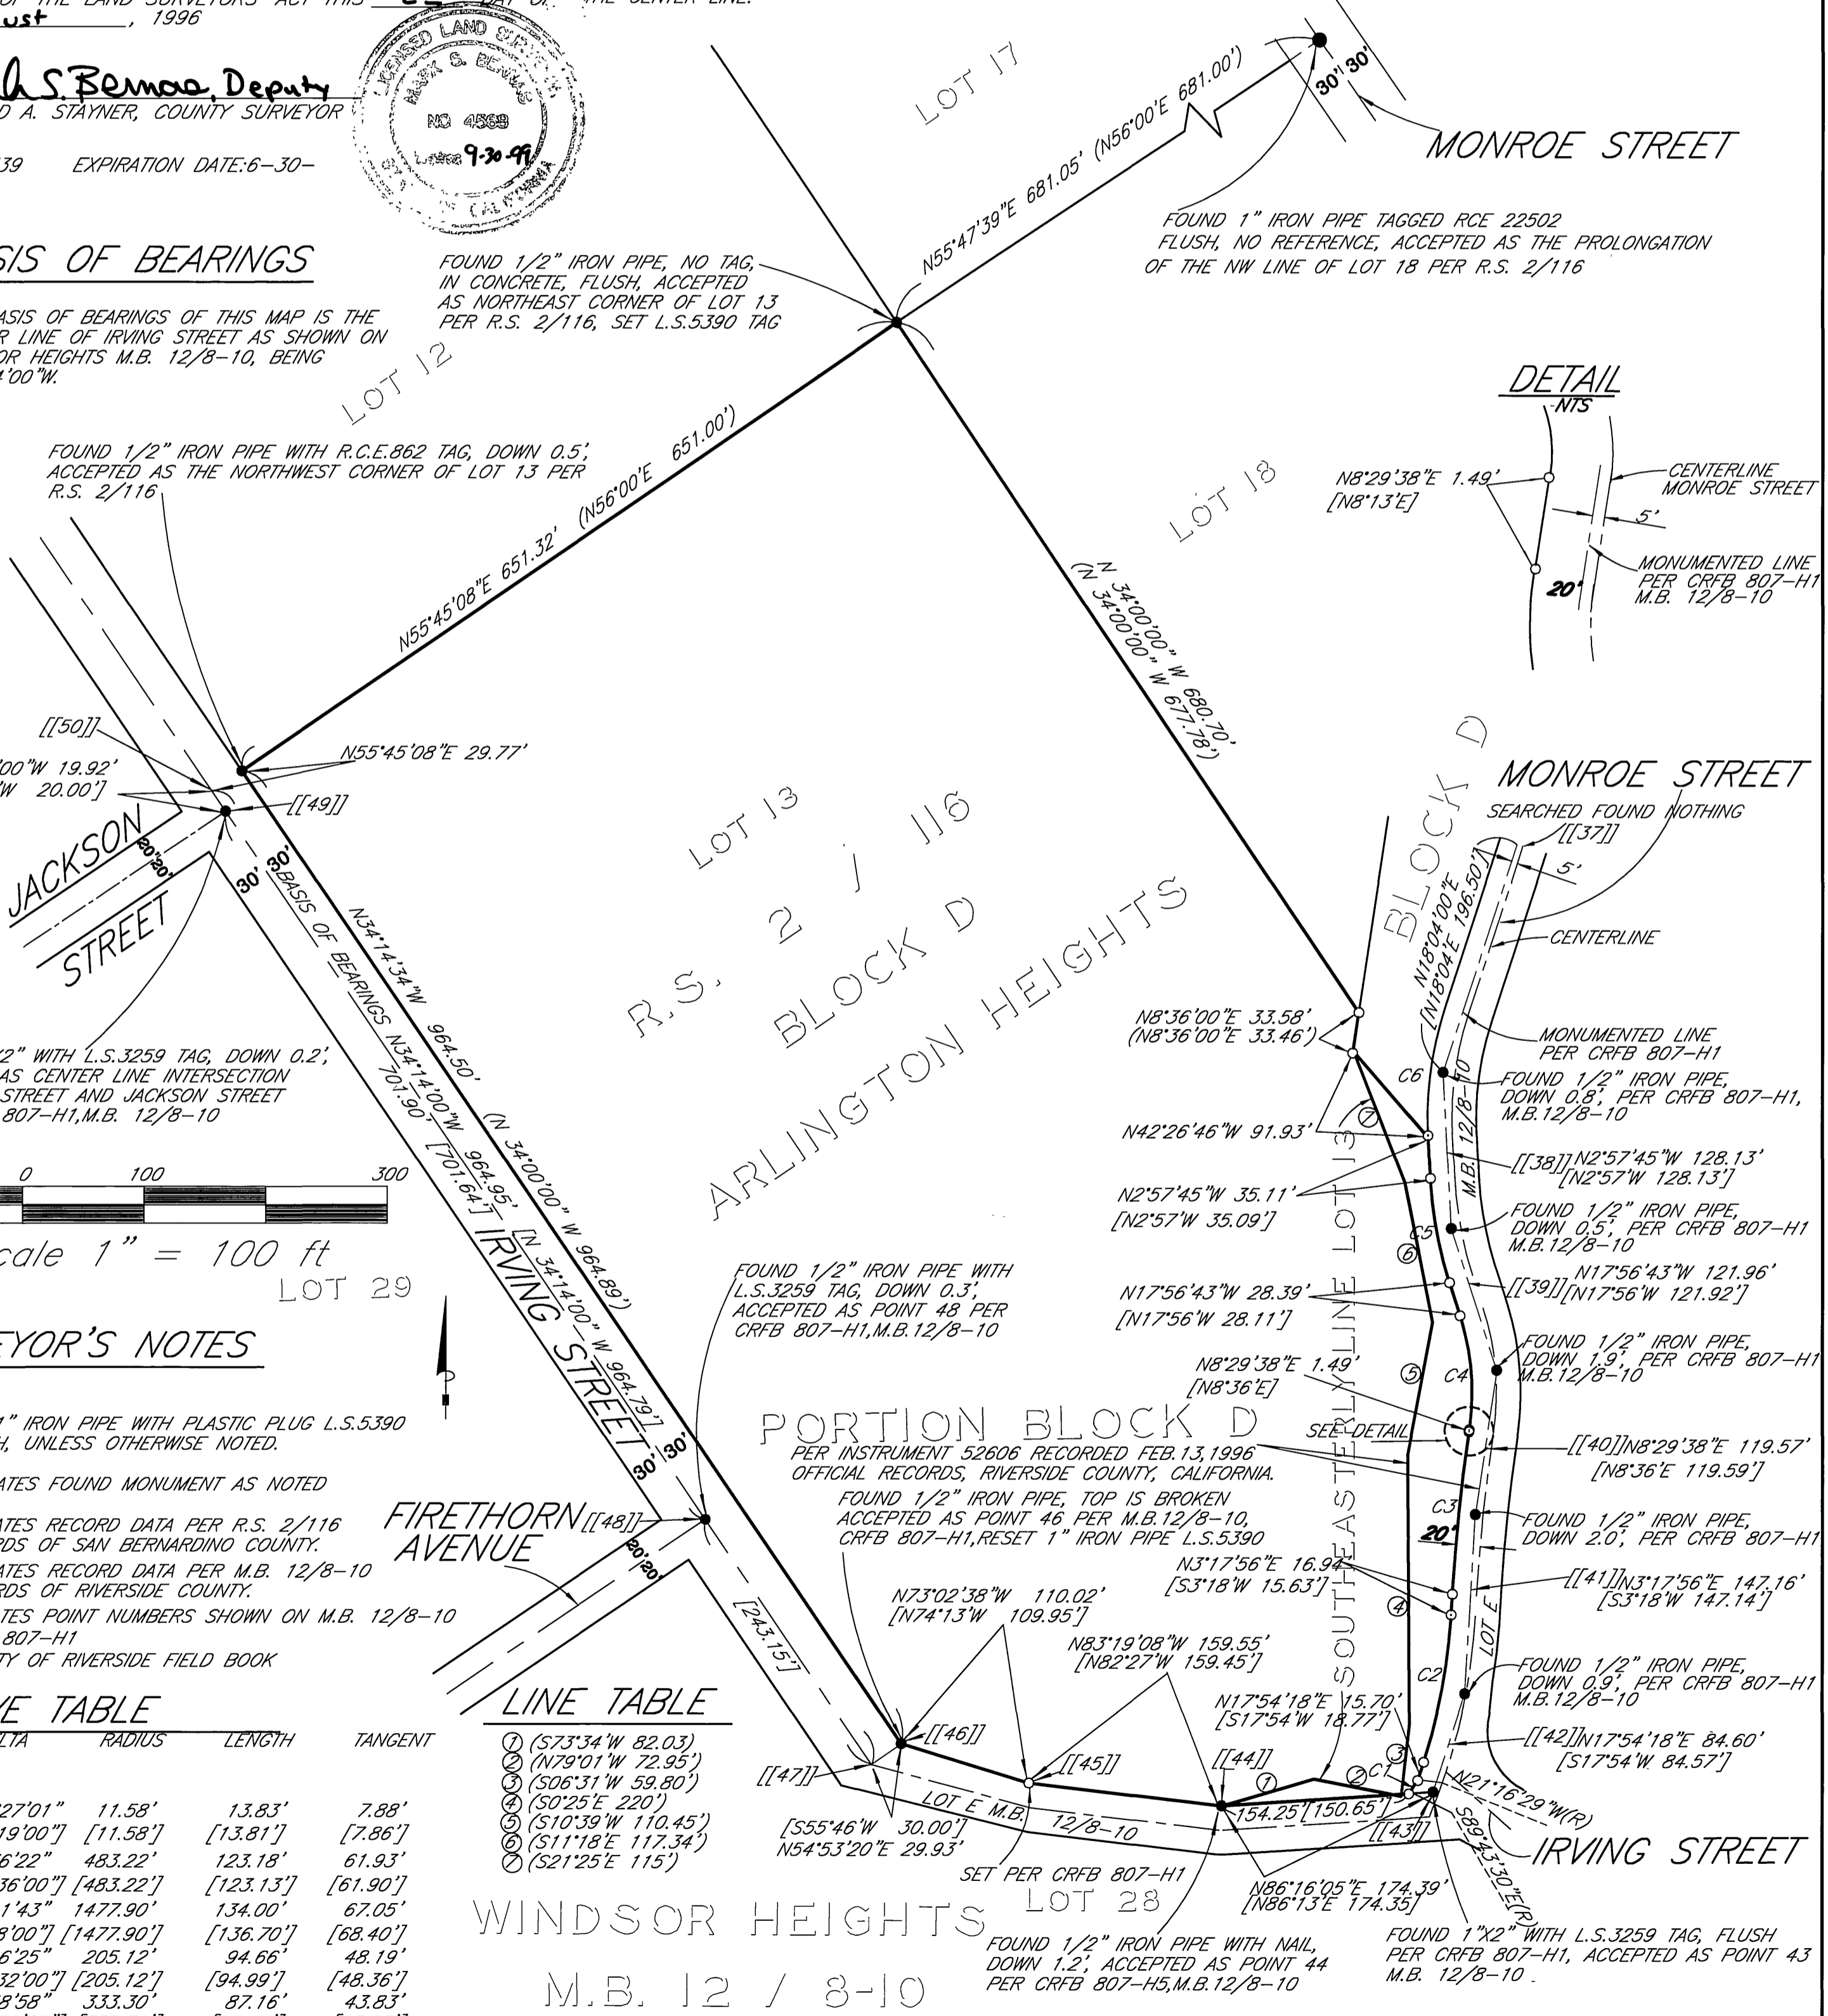 OF THE LAND SURVEYORS ACT THIS DAY OF THE CENTER LINE.
ust, 1996
S. Bemas, Deputy
D A. STAYNER, COUNTY SURVEYOR
39 EXPIRATION DATE:6-30-
LICENSED LAND SURVEYOR
MARK S. BEMAS
NO 4569
9-30-99
CALIFORNIA
SIS OF BEARINGS
ASIS OF BEARINGS OF THIS MAP IS THE
R LINE OF IRVING STREET AS SHOWN ON
OR HEIGHTS M.B. 12/8-10, BEING
4'00"W.
FOUND 1/2" IRON PIPE, NO TAG,
IN CONCRETE, FLUSH, ACCEPTED
AS NORTHEAST CORNER OF LOT 13
PER R.S. 2/116, SET L.S.5390 TAG
LOT 17
N55°47'39"E 681.05' (N56°00'E 681.00')
30' 30'
MONROE STREET
FOUND 1" IRON PIPE TAGGED RCE 22502
FLUSH, NO REFERENCE, ACCEPTED AS THE PROLONGATION
OF THE NW LINE OF LOT 18 PER R.S. 2/116
LOT 12
FOUND 1/2" IRON PIPE WITH R.C.E.862 TAG, DOWN 0.5',
ACCEPTED AS THE NORTHWEST CORNER OF LOT 13 PER
R.S. 2/116
N55°45'08"E 651.32' (N56°00'E 651.00')
LOT 18
N 34°00'00" W 680.70'
(N 34°00'00" W 677.78')
DETAIL
NTS
N8°29'38"E 1.49'
[N8°13'E]
CENTERLINE
MONROE STREET
5'
MONUMENTED LINE
PER CRFB 807-H1
M.B. 12/8-10
20'
[[50]]
00"W 19.92'
W 20.00']
N55°45'08"E 29.77'
[[49]]
JACKSON
STREET
20' 20'
30' 30'
BASIS OF BEARINGS N34°14'00"W 964.95' [N 34°14'00" W 964.79']
701.90' [701.64']
N34°14'34"W 964.50' (N 34°00'00" W 964.89')
IRVING STREET
30' 30'
LOT 13
R.S. 2 / 116
BLOCK D
ARLINGTON HEIGHTS
BLOCK D
MONROE STREET
SEARCHED FOUND NOTHING
[[37]]
5'
N18°04'00"E
[N18°04'E 196.50']
CENTERLINE
MONUMENTED LINE
PER CRFB 807-H1
N8°36'00"E 33.58'
(N8°36'00"E 33.46')
C6
FOUND 1/2" IRON PIPE,
DOWN 0.8', PER CRFB 807-H1,
M.B.12/8-10
M.B. 12/8-10
N42°26'46"W 91.93'
7
[[38]] N2°57'45"W 128.13'
[N2°57'W 128.13']
N2°57'45"W 35.11'
[N2°57'W 35.09']
C5
6
FOUND 1/2" IRON PIPE,
DOWN 0.5', PER CRFB 807-H1
M.B.12/8-10
[[39]] N17°56'43"W 121.96'
[N17°56'W 121.92']
N17°56'43"W 28.39'
[N17°56'W 28.11']
FOUND 1/2" IRON PIPE,
DOWN 1.9', PER CRFB 807-H1
M.B.12/8-10
5
C4
N8°29'38"E 1.49'
[N8°36'E]
SEE DETAIL
[[40]]N8°29'38"E 119.57'
[N8°36'E 119.59']
SOUTHEASTERLY LINE LOT 13
X2" WITH L.S.3259 TAG, DOWN 0.2',
AS CENTER LINE INTERSECTION
STREET AND JACKSON STREET
807-H1,M.B. 12/8-10
0 100 300
cale 1" = 100 ft
LOT 29
FOUND 1/2" IRON PIPE WITH
L.S.3259 TAG, DOWN 0.3',
ACCEPTED AS POINT 48 PER
CRFB 807-H1,M.B.12/8-10
PORTION BLOCK D
PER INSTRUMENT 52606 RECORDED FEB.13,1996
OFFICIAL RECORDS, RIVERSIDE COUNTY, CALIFORNIA.
FOUND 1/2" IRON PIPE, TOP IS BROKEN
ACCEPTED AS POINT 46 PER M.B.12/8-10,
CRFB 807-H1,RESET 1" IRON PIPE L.S.5390
C3
20'
FOUND 1/2" IRON PIPE,
DOWN 2.0', PER CRFB 807-H1
N3°17'56"E 16.94'
[S3°18'W 15.63']
4
[[41]]N3°17'56"E 147.16'
[S3°18'W 147.14']
LOT E
C2
FOUND 1/2" IRON PIPE,
DOWN 0.9', PER CRFB 807-H1
M.B.12/8-10
N17°54'18"E 15.70'
[S17°54'W 18.77']
[[42]]N17°54'18"E 84.60'
[S17°54'W 84.57']
EYOR'S NOTES
1" IRON PIPE WITH PLASTIC PLUG L.S.5390
H, UNLESS OTHERWISE NOTED.
ATES FOUND MONUMENT AS NOTED
ATES RECORD DATA PER R.S. 2/116
RDS OF SAN BERNARDINO COUNTY.
ATES RECORD DATA PER M.B. 12/8-10
RDS OF RIVERSIDE COUNTY.
TES POINT NUMBERS SHOWN ON M.B. 12/8-10
807-H1
TY OF RIVERSIDE FIELD BOOK
FIRETHORN
AVENUE
[[48]]
20' 20'
[243.15']
N73°02'38"W 110.02'
[N74°13'W 109.95']
N83°19'08"W 159.55'
[N82°27'W 159.45']
[[46]]
[[45]]
[[44]]
[[47]]
1
2
3
C1
154.25'[150.65']
[[43]]
N21°16'29"W(R)
S89°43'30"E(R)
IRVING STREET
LOT E M.B. 12/8-10
[S55°46'W 30.00']
N54°53'20"E 29.93'
SET PER CRFB 807-H1
LOT 28
N86°16'05"E 174.39'
[N86°13'E 174.35]
FOUND 1/2" IRON PIPE WITH NAIL,
DOWN 1.2', ACCEPTED AS POINT 44
PER CRFB 807-H5,M.B.12/8-10
FOUND 1"X2" WITH L.S.3259 TAG, FLUSH
PER CRFB 807-H1, ACCEPTED AS POINT 43
M.B. 12/8-10
LINE TABLE
1 (S73°34'W 82.03)
2 (N79°01'W 72.95')
3 (S06°31'W 59.80')
4 (S0°25'E 220')
5 (S10°39'W 110.45')
6 (S11°18'E 117.34')
7 (S21°25'E 115')
VE TABLE
LTA RADIUS LENGTH TANGENT
27'01" 11.58' 13.83' 7.88'
19'00"] [11.58'] [13.81'] [7.86']
6'22" 483.22' 123.18' 61.93'
36'00"] [483.22'] [123.13'] [61.90']
1'43" 1477.90' 134.00' 67.05'
8'00"] [1477.90'] [136.70'] [68.40']
6'25" 205.12' 94.66' 48.19'
32'00"] [205.12'] [94.99'] [48.36']
8'58" 333.30' 87.16' 43.83'
WINDSOR HEIGHTS
M.B. 12 / 8-10